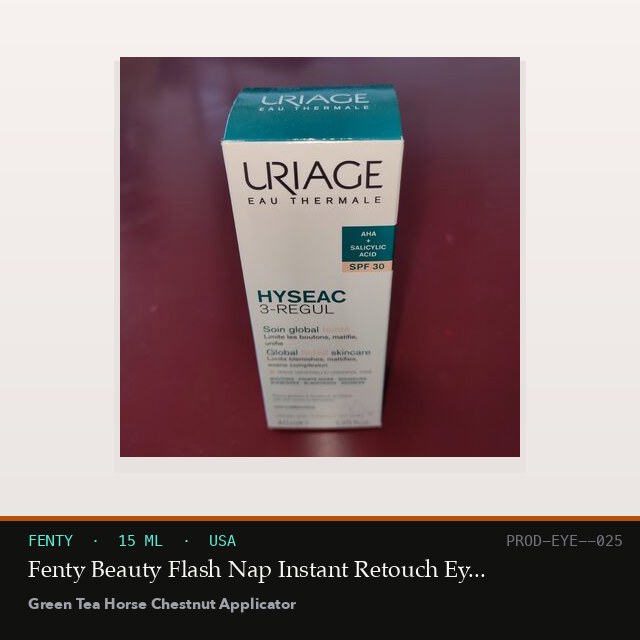 URIAGE
EAU THERMALE
URIAGE
EAU THERMALE
AHA
+
SALICYLIC
ACID
SPF 30
HYSEAC
3-REGUL
Soin global teinté
Limite les boutons, matifie,
unifie
Global tinted skincare
Limits blemishes, mattifies,
evens complexion
FENTY · 15 ML · USA
PROD–EYE––025
Fenty Beauty Flash Nap Instant Retouch Ey...
Green Tea Horse Chestnut Applicator